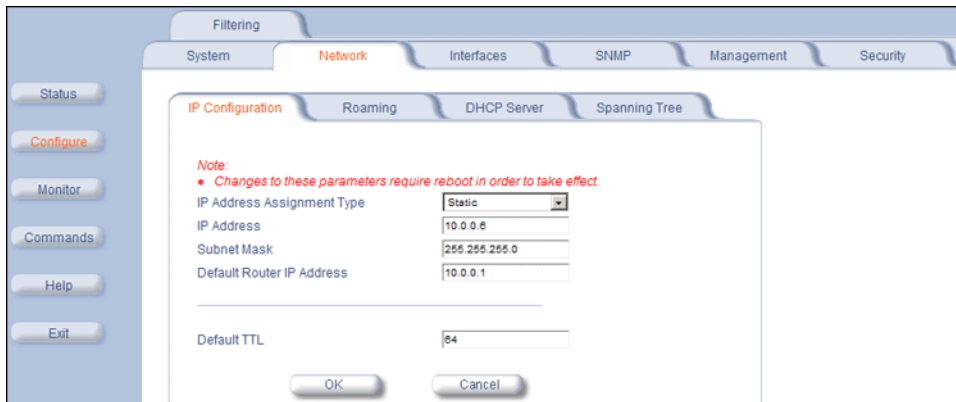 Filtering
System Network Interfaces SNMP Management Security
Status
Configure
Monitor
Commands
Help
Exit
IP Configuration Roaming DHCP Server Spanning Tree
Note:
• Changes to these parameters require reboot in order to take effect.
IP Address Assignment Type Static
IP Address 10.0.0.6
Subnet Mask 255.255.255.0
Default Router IP Address 10.0.0.1
Default TTL 64
OK Cancel